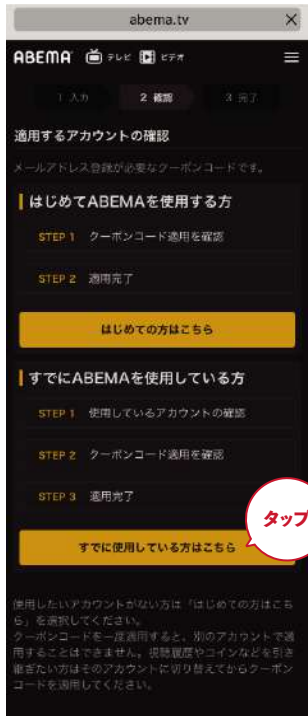 abema.tv
ABEMA テレビ ビデオ
1 入力 2 確認 3 完了
適用するアカウントの確認
メールアドレス登録が必要なクーポンコードです。
はじめてABEMAを使用する方
STEP 1 クーポンコード適用を確認
STEP 2 適用完了
はじめての方はこちら
すでにABEMAを使用している方
STEP 1 使用しているアカウントの確認
STEP 2 クーポンコード適用を確認
STEP 3 適用完了
タップ
すでに使用している方はこちら
使用したいアカウントがない方は「はじめての方はこち
ら」を選択してください。
クーポンコードを一度適用すると、別のアカウントで適
用することはできません。視聴履歴やコインなどを引き
継ぎたい方はそのアカウントに切り替えてからクーポン
コードを適用してください。